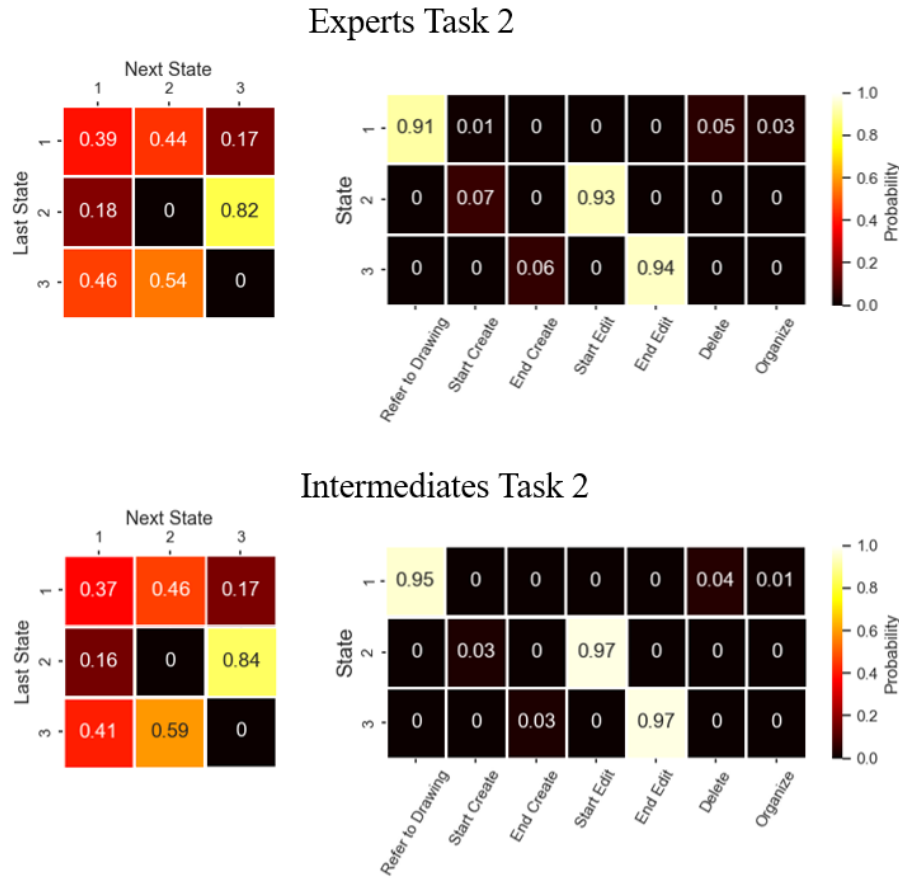 Experts Task 2
Next State
1 2 3
Last State
1 0.39 0.44 0.17
2 0.18 0 0.82
3 0.46 0.54 0
State
1 0.91 0.01 0 0 0 0.05 0.03
2 0 0.07 0 0.93 0 0 0
3 0 0 0.06 0 0.94 0 0
Refer to Drawing
Start Create
End Create
Start Edit
End Edit
Delete
Organize
1.0
0.8
0.6
0.4
0.2
0.0
Probability
Intermediates Task 2
Next State
1 2 3
Last State
1 0.37 0.46 0.17
2 0.16 0 0.84
3 0.41 0.59 0
State
1 0.95 0 0 0 0 0.04 0.01
2 0 0.03 0 0.97 0 0 0
3 0 0 0.03 0 0.97 0 0
Refer to Drawing
Start Create
End Create
Start Edit
End Edit
Delete
Organize
1.0
0.8
0.6
0.4
0.2
0.0
Probability